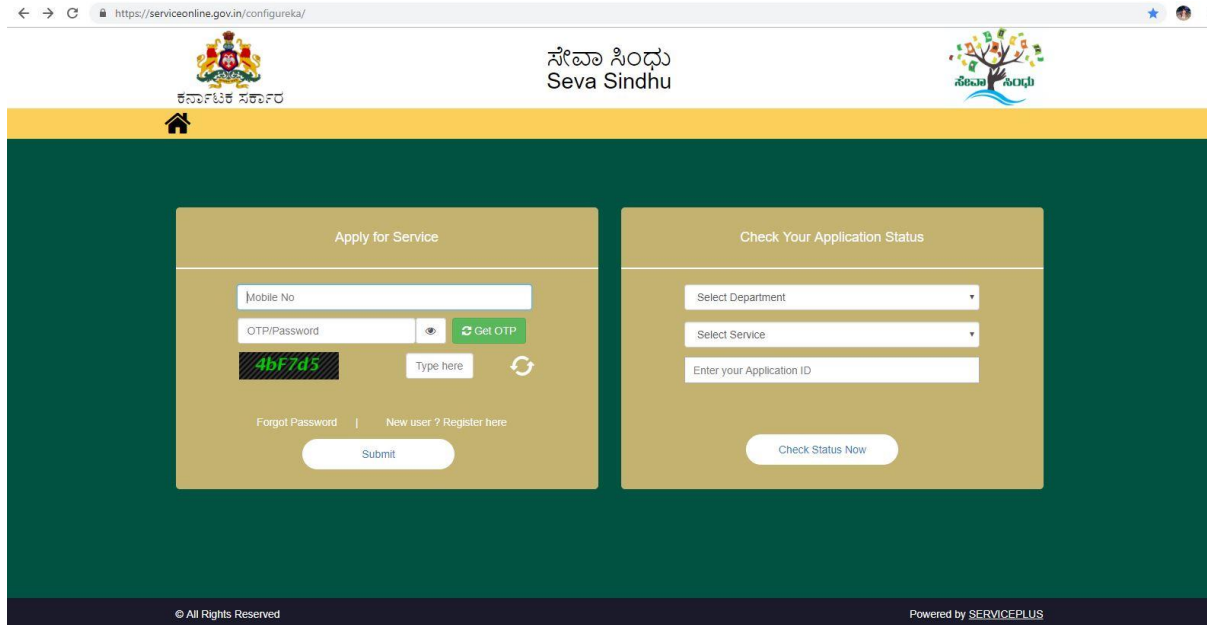 https://serviceonline.gov.in/configureka/
ಕರ್ನಾಟಕ ಸರ್ಕಾರ
ಸೇವಾ ಸಿಂಧು
Seva Sindhu
ಸೇವಾ ಸಿಂಧು
Apply for Service
Mobile No
OTP/Password
Get OTP
4bF7d5
Type here
Forgot Password | New user ? Register here
Submit
Check Your Application Status
Select Department
Select Service
Enter your Application ID
Check Status Now
© All Rights Reserved
Powered by SERVICEPLUS